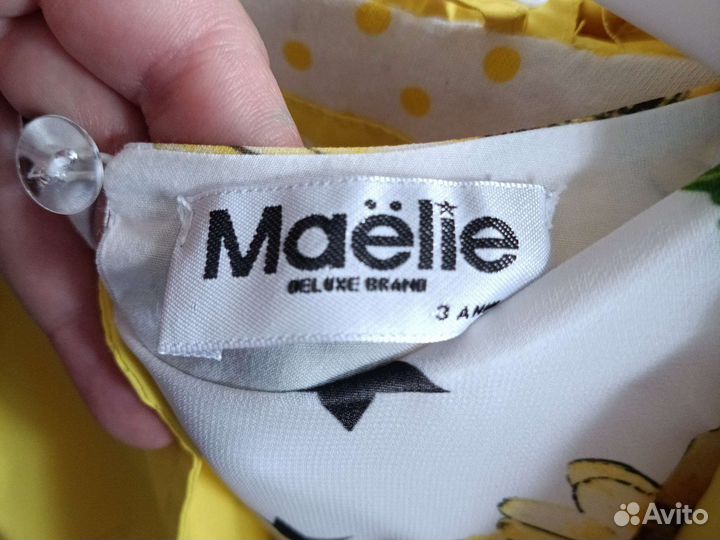 Maëlie
DELUXE BRAND
3
Avito